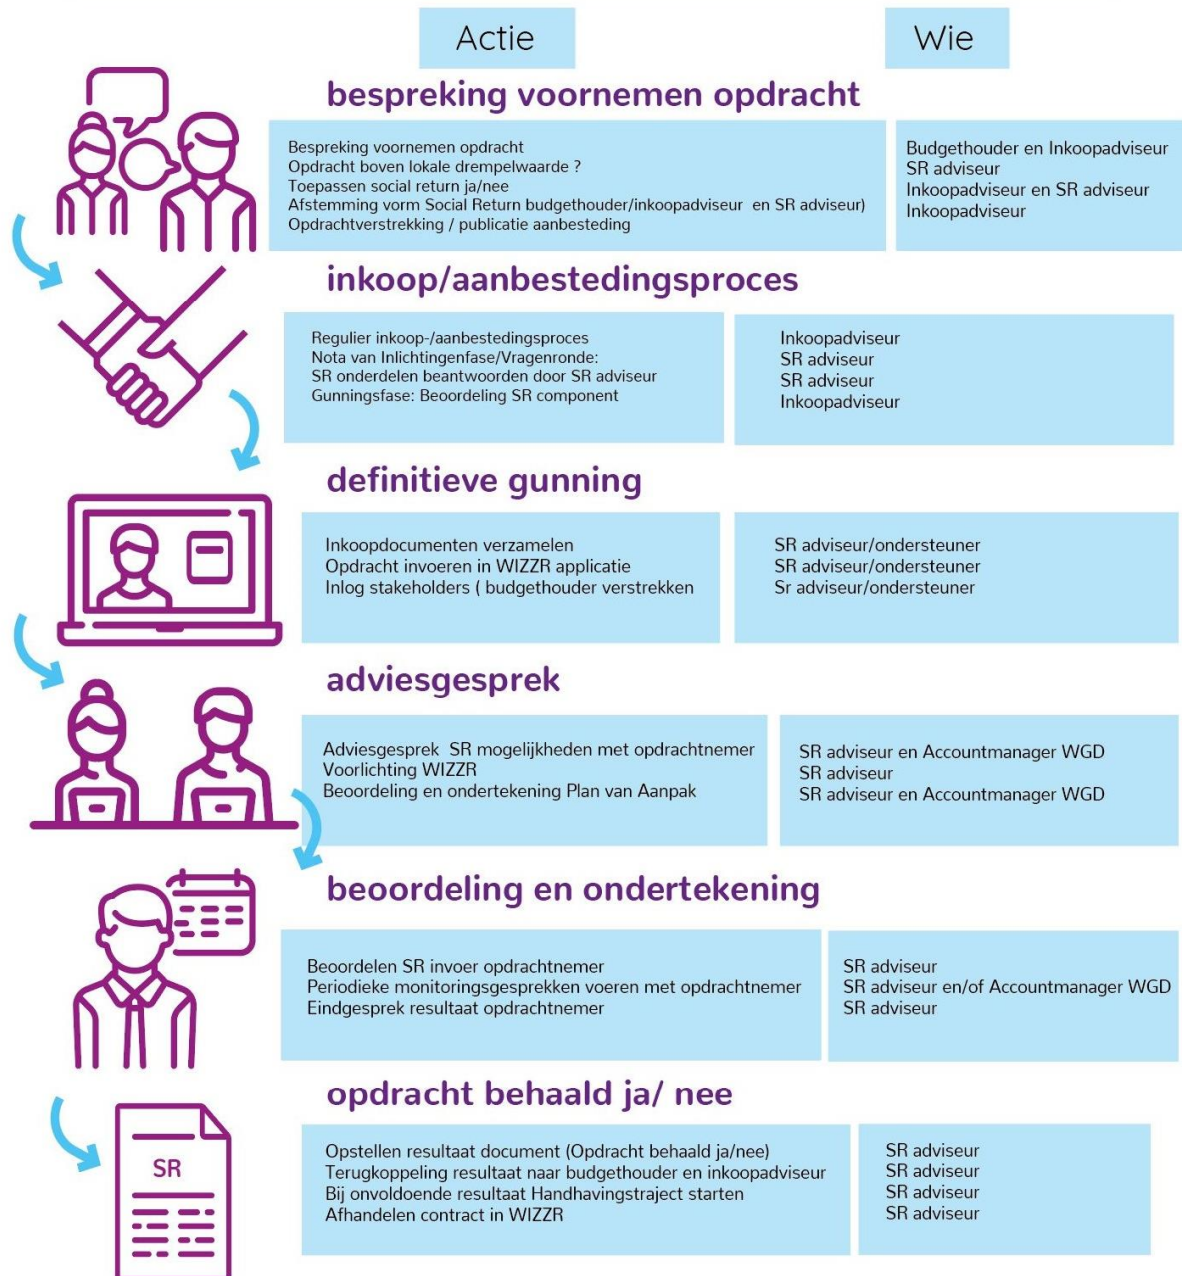 Actie
Wie
bespreking voornemen opdracht
Bespreking voornemen opdracht
Opdracht boven lokale drempelwaarde ?
Toepassen social return ja/nee
Afstemming vorm Social Return budgethouder/inkoopadviseur en SR adviseur)
Opdrachtverstrekking / publicatie aanbesteding
Budgethouder en Inkoopadviseur
SR adviseur
Inkoopadviseur en SR adviseur
Inkoopadviseur
inkoop/aanbestedingsproces
Regulier inkoop-/aanbestedingsproces
Nota van Inlichtingenfase/Vragenronde:
SR onderdelen beantwoorden door SR adviseur
Gunningsfase: Beoordeling SR component
Inkoopadviseur
SR adviseur
SR adviseur
Inkoopadviseur
definitieve gunning
Inkoopdocumenten verzamelen
Opdracht invoeren in WIZZR applicatie
Inlog stakeholders ( budgethouder verstrekken
SR adviseur/ondersteuner
SR adviseur/ondersteuner
Sr adviseur/ondersteuner
adviesgesprek
Adviesgesprek SR mogelijkheden met opdrachtnemer
Voorlichting WIZZR
Beoordeling en ondertekening Plan van Aanpak
SR adviseur en Accountmanager WGD
SR adviseur
SR adviseur en Accountmanager WGD
beoordeling en ondertekening
Beoordelen SR invoer opdrachtnemer
Periodieke monitoringsgesprekken voeren met opdrachtnemer
Eindgesprek resultaat opdrachtnemer
SR adviseur
SR adviseur en/of Accountmanager WGD
SR adviseur
opdracht behaald ja/ nee
SR
Opstellen resultaat document (Opdracht behaald ja/nee)
Terugkoppeling resultaat naar budgethouder en inkoopadviseur
Bij onvoldoende resultaat Handhavingstraject starten
Afhandelen contract in WIZZR
SR adviseur
SR adviseur
SR adviseur
SR adviseur